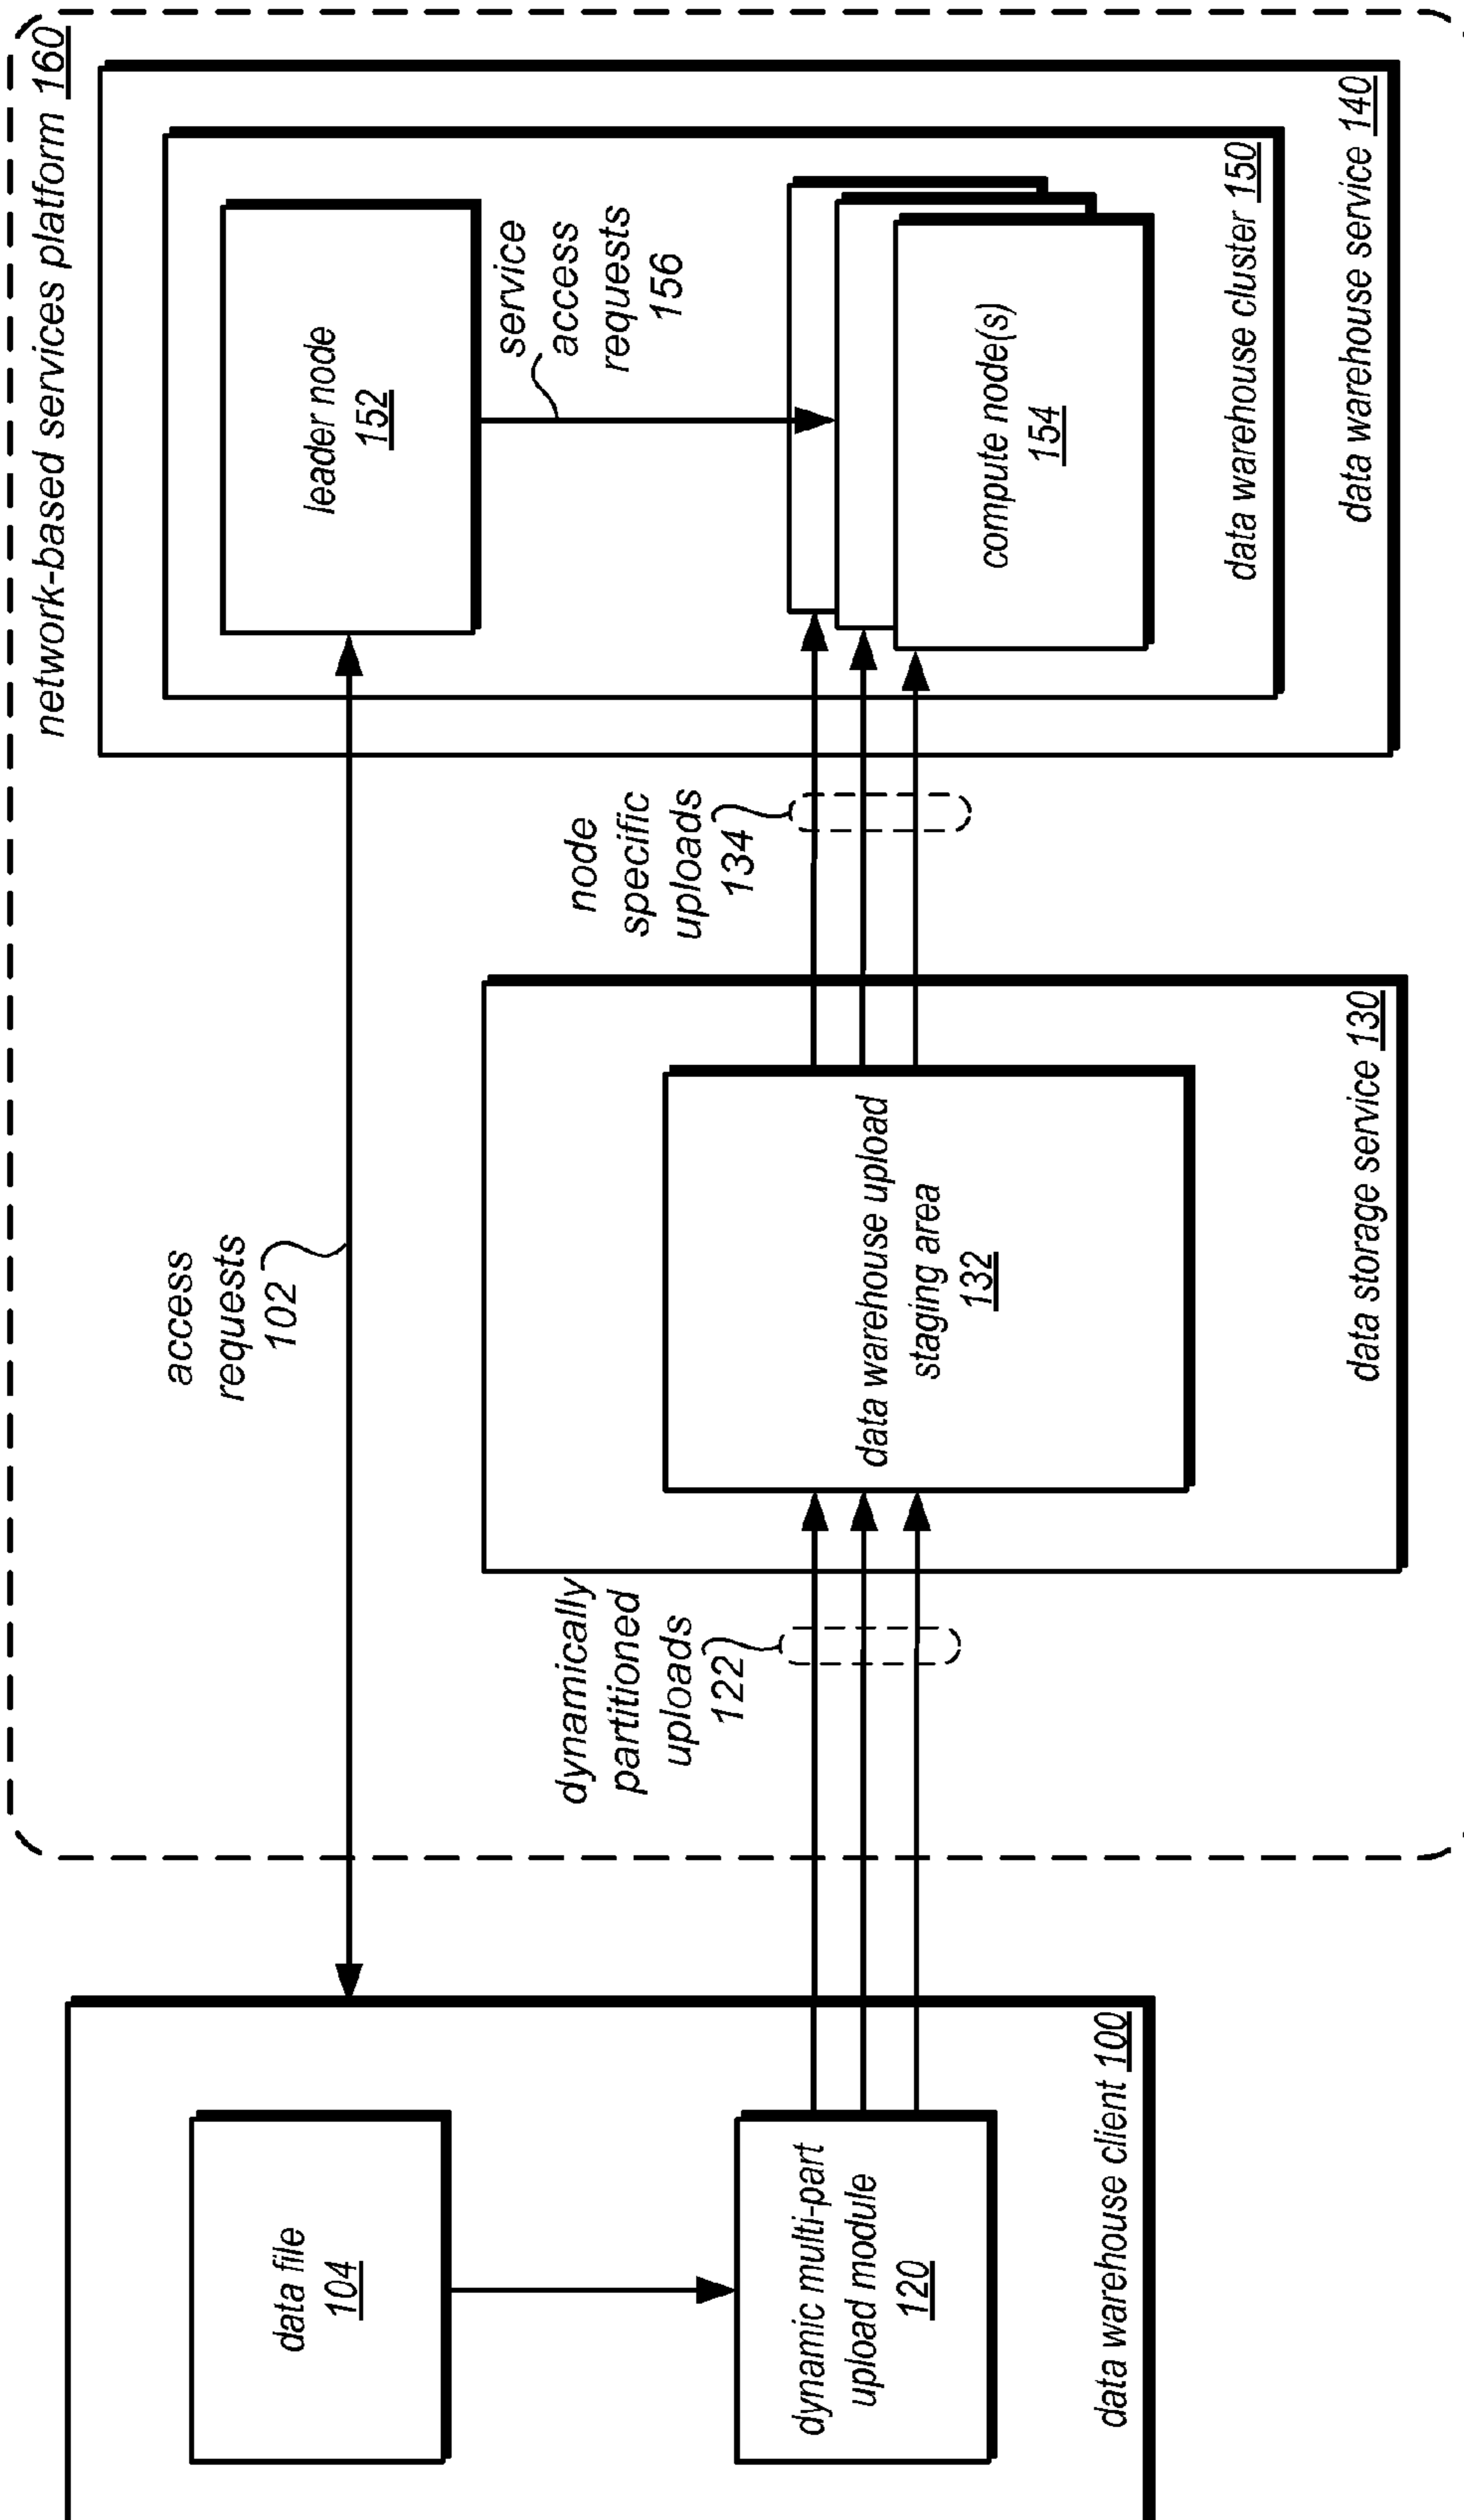 network-based services platform 160
data file
104
dynamic multi-part
upload module
120
data warehouse client 100
access
requests
102
dynamically
partitioned
uploads
122
data warehouse upload
staging area
132
data storage service 130
node
specific
uploads
134
leader node
152
service
access
requests
156
compute node(s)
154
data warehouse cluster 150
data warehouse service 140